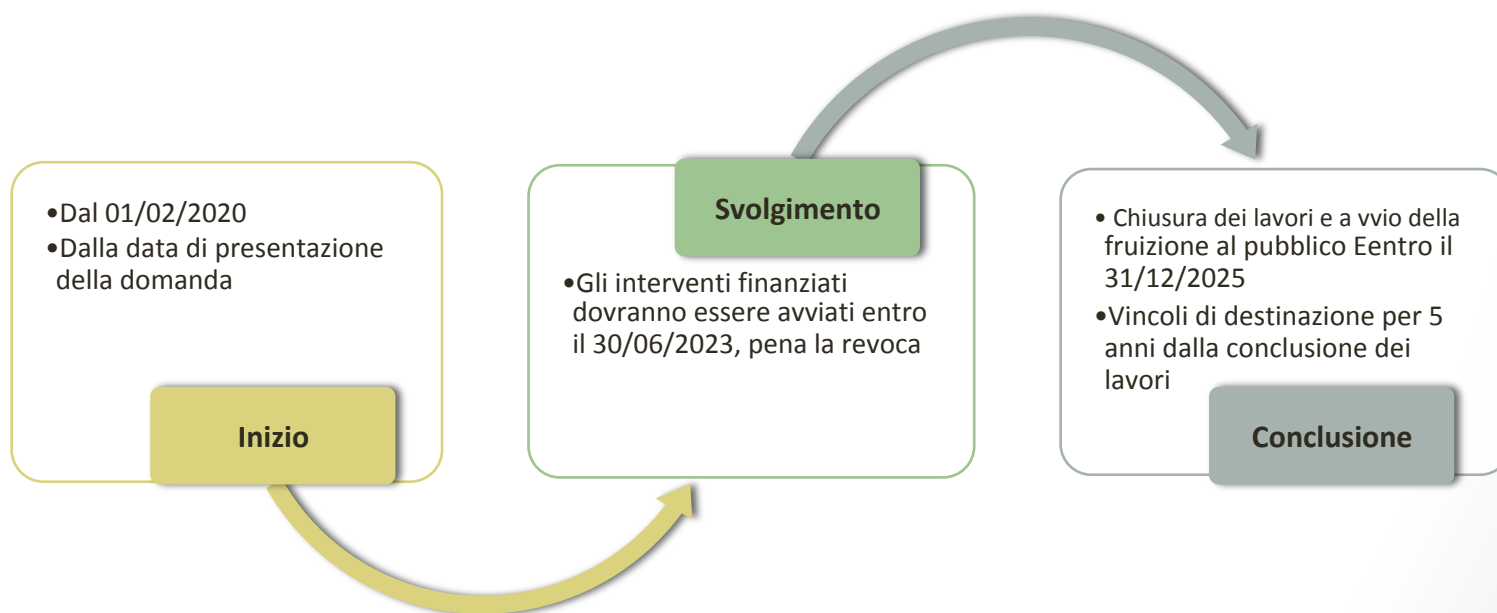 •Dal 01/02/2020
•Dalla data di presentazione
della domanda
Inizio
Svolgimento
•Gli interventi finanziati
dovranno essere avviati entro
il 30/06/2023, pena la revoca
• Chiusura dei lavori e a vvio della
fruizione al pubblico Eentro il
31/12/2025
•Vincoli di destinazione per 5
anni dalla conclusione dei
lavori
Conclusione